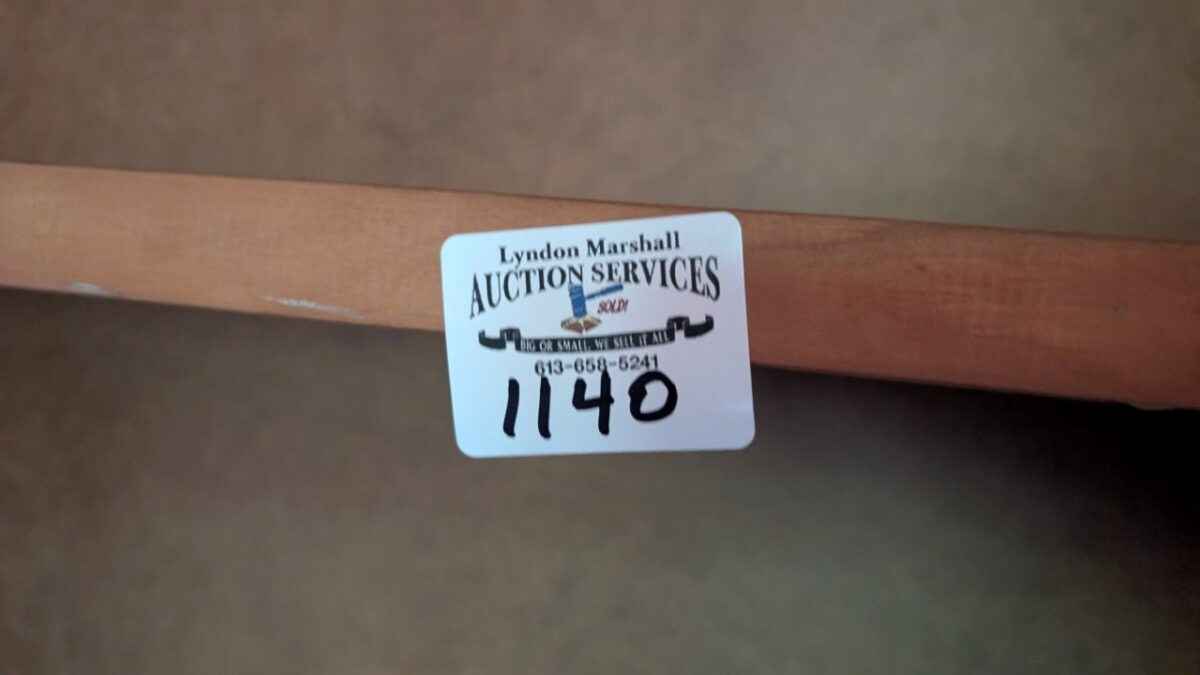 Lyndon Marshall
AUCTION SERVICES
SOLD!
BIG OR SMALL, WE SELL IT ALL
613-658-5241
1140